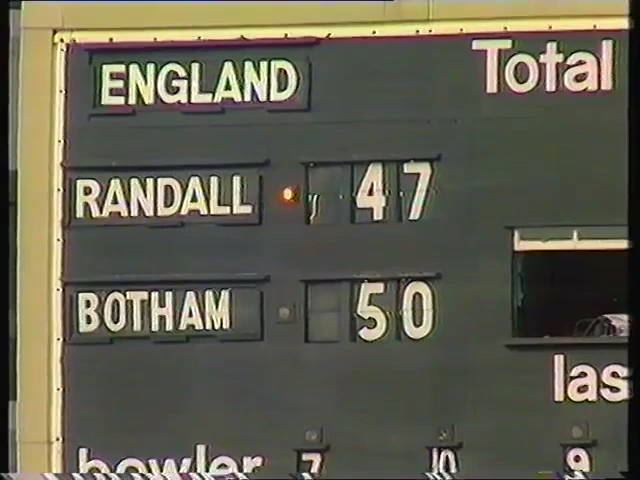 ENGLAND Total
RANDALL 47
BOTHAM 50
las
bowler 7 10 9